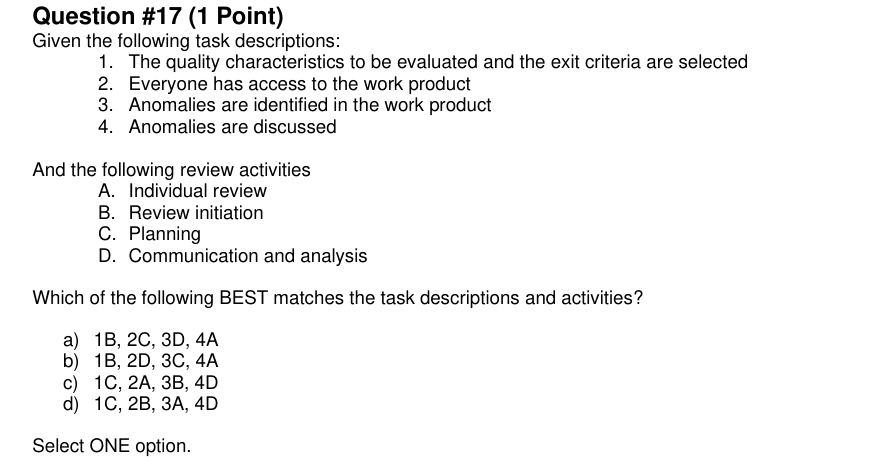 Question #17 (1 Point)
Given the following task descriptions:
1. The quality characteristics to be evaluated and the exit criteria are selected
2. Everyone has access to the work product
3. Anomalies are identified in the work product
4. Anomalies are discussed
And the following review activities
A. Individual review
B. Review initiation
C. Planning
D. Communication and analysis
Which of the following BEST matches the task descriptions and activities?
a) 1B, 2C, 3D, 4A
b) 1B, 2D, 3C, 4A
c) 1C, 2A, 3B, 4D
d) 1C, 2B, 3A, 4D
Select ONE option.